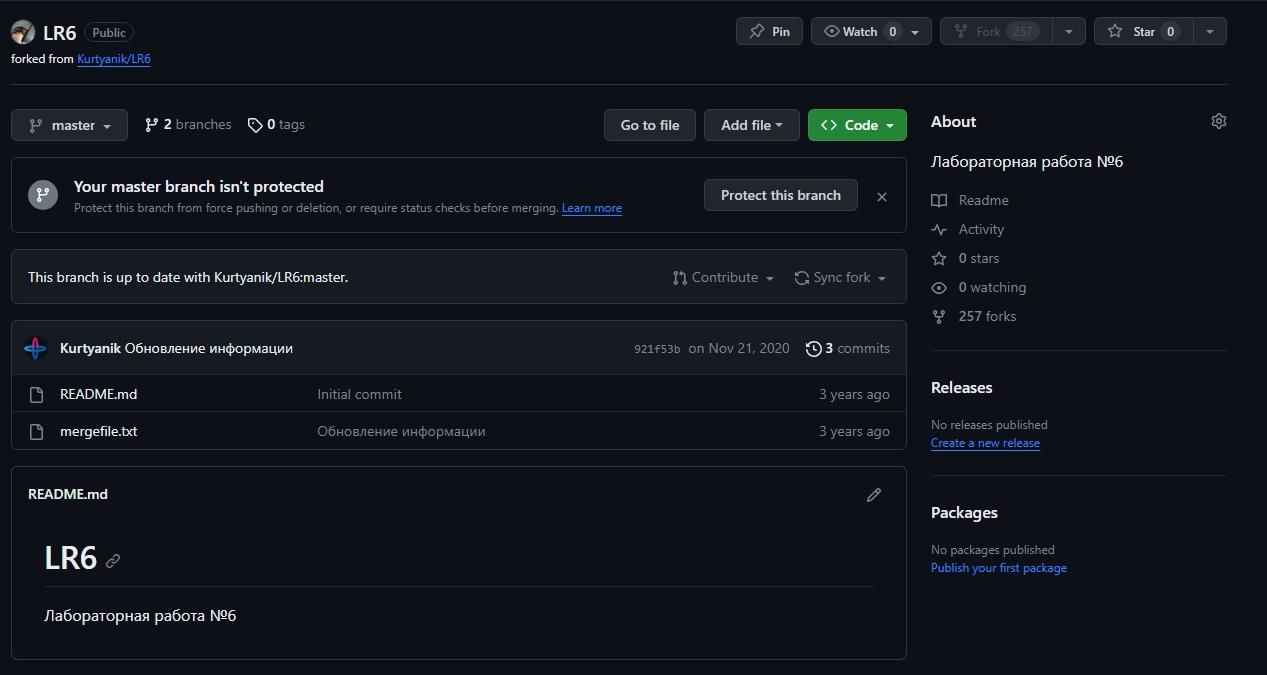 LR6 Public
Pin
Watch 0
Fork 257
Star 0
forked from Kurtyanik/LR6
master
2 branches
0 tags
Go to file
Add file
Code
Your master branch isn't protected
Protect this branch from force pushing or deletion, or require status checks before merging. Learn more
Protect this branch
This branch is up to date with Kurtyanik/LR6:master.
Contribute
Sync fork
Kurtyanik Обновление информации
921f53b on Nov 21, 2020
3 commits
README.md Initial commit 3 years ago
mergefile.txt Обновление информации 3 years ago
README.md
LR6
Лабораторная работа №6
About
Лабораторная работа №6
Readme
Activity
0 stars
0 watching
257 forks
Releases
No releases published
Create a new release
Packages
No packages published
Publish your first package